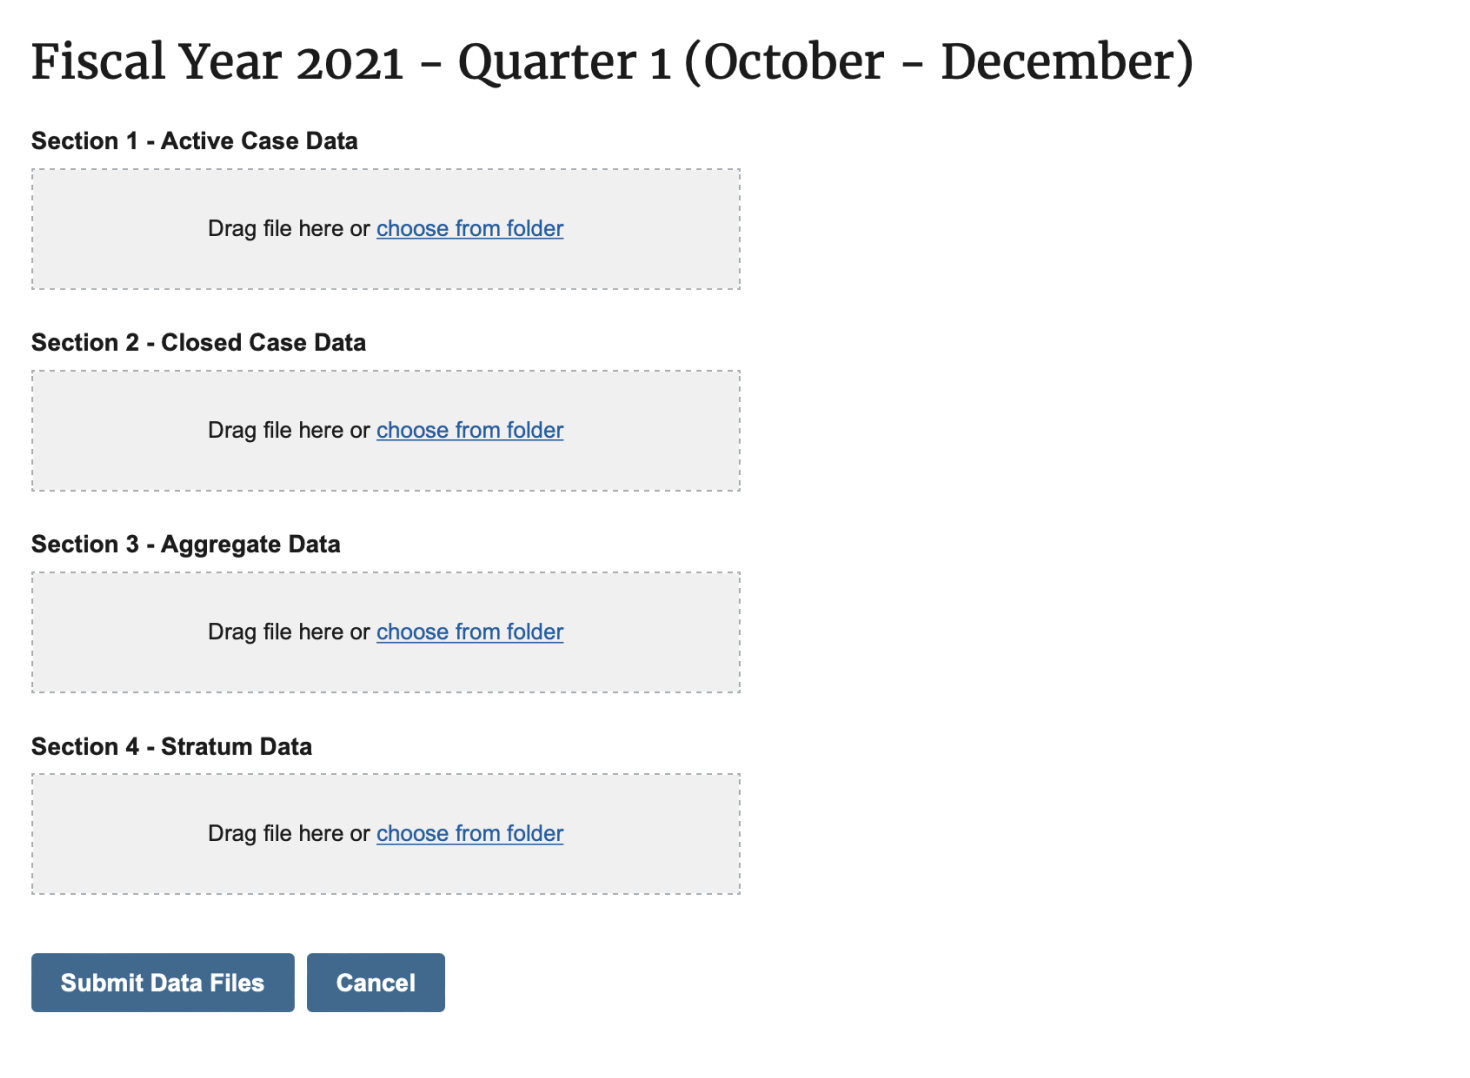 Fiscal Year 2021 - Quarter 1 (October - December)
Section 1 - Active Case Data
Drag file here or choose from folder
Section 2 - Closed Case Data
Drag file here or choose from folder
Section 3 - Aggregate Data
Drag file here or choose from folder
Section 4 - Stratum Data
Drag file here or choose from folder
Submit Data Files Cancel